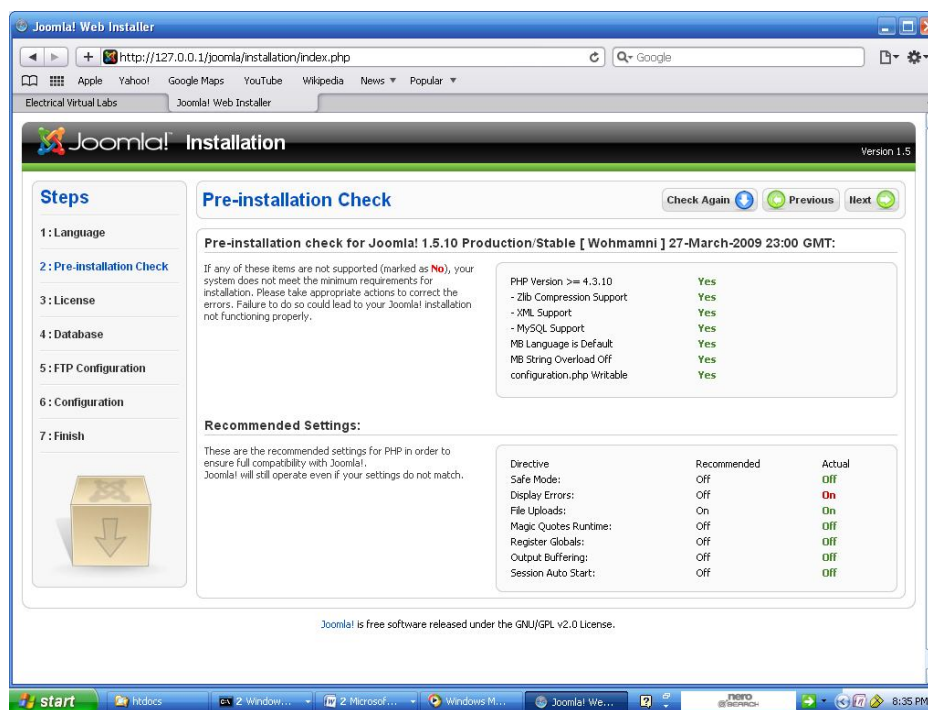 Joomla! Web Installer
http://127.0.0.1/joomla/installation/index.php
Google
Apple Yahoo! Google Maps YouTube Wikipedia News Popular
Electrical Virtual Labs Joomla! Web Installer
Joomla! Installation
Version 1.5
Steps
1 : Language
2 : Pre-installation Check
3 : License
4 : Database
5 : FTP Configuration
6 : Configuration
7 : Finish
Pre-installation Check
Check Again Previous Next
Pre-installation check for Joomla! 1.5.10 Production/Stable [ Wohmamni ] 27-March-2009 23:00 GMT:
If any of these items are not supported (marked as No), your
system does not meet the minimum requirements for
installation. Please take appropriate actions to correct the
errors. Failure to do so could lead to your Joomla! installation
not functioning properly.
PHP Version >= 4.3.10 Yes
- Zlib Compression Support Yes
- XML Support Yes
- MySQL Support Yes
MB Language is Default Yes
MB String Overload Off Yes
configuration.php Writable Yes
Recommended Settings:
These are the recommended settings for PHP in order to
ensure full compatibility with Joomla!.
Joomla! will still operate even if your settings do not match.
Directive Recommended Actual
Safe Mode: Off Off
Display Errors: Off On
File Uploads: On On
Magic Quotes Runtime: Off Off
Register Globals: Off Off
Output Buffering: Off Off
Session Auto Start: Off Off
Joomla! is free software released under the GNU/GPL v2.0 License.
start htdocs 2 Window... 2 Microsof... Windows M... Joomla! We... nero SEARCH 8:35 PM